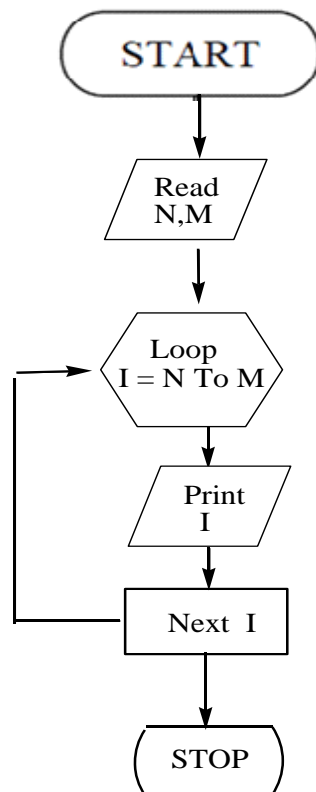 START
Read
N,M
Loop
I = N To M
Print
I
Next I
STOP